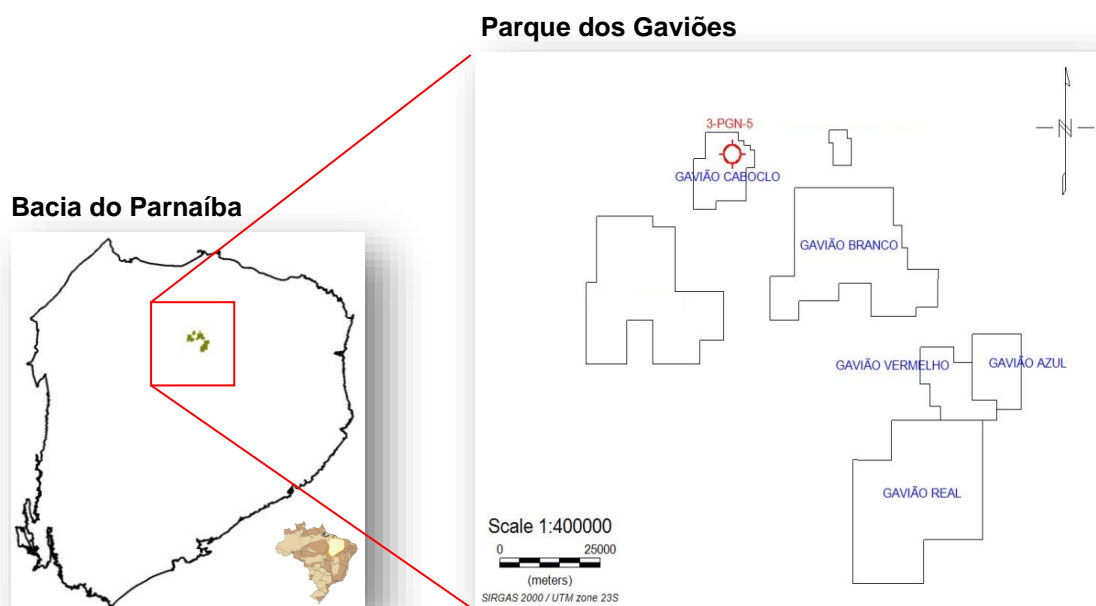 Parque dos Gaviões
3-PGN-5
N
GAVIÃO CABOCLO
Bacia do Parnaíba
GAVIÃO BRANCO
GAVIÃO VERMELHO
GAVIÃO AZUL
GAVIÃO REAL
Scale 1:400000
0 25000
(meters)
SIRGAS 2000 / UTM zone 23S